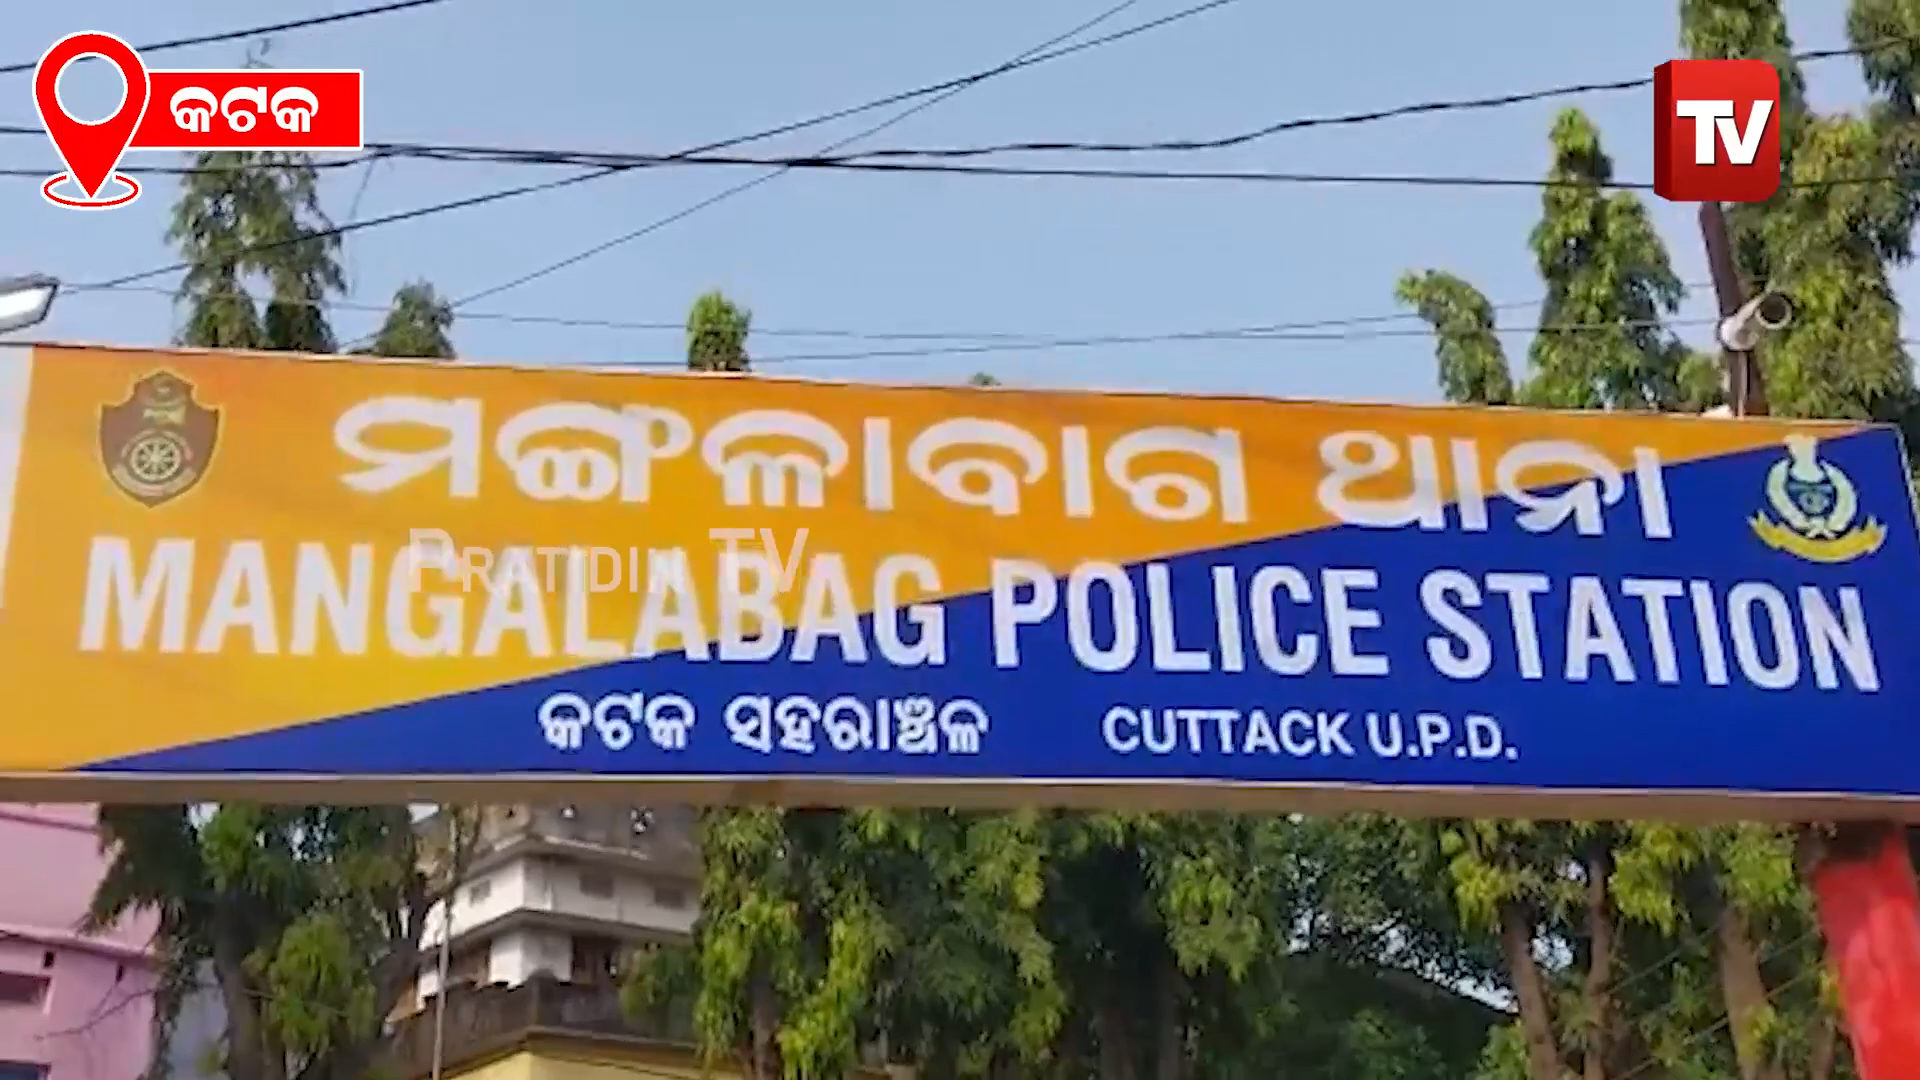 କଟକ
TV
ମଙ୍ଗଳାବାଗ ଥାନା
PRATIDIN TV
MANGALABAG POLICE STATION
କଟକ ସହରାଞ୍ଚଳ CUTTACK U.P.D.